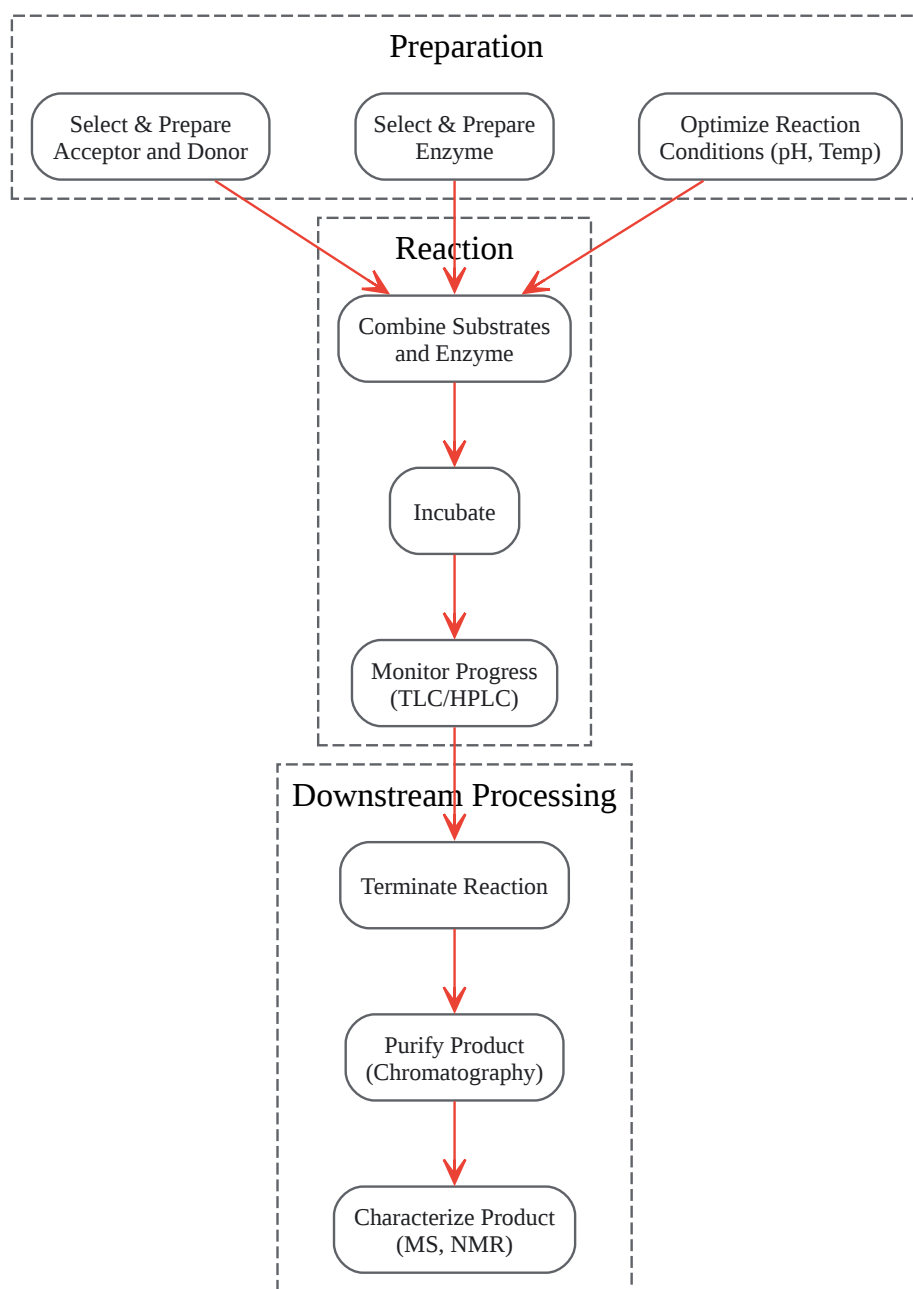 Preparation
Select & Prepare
Acceptor and Donor
Select & Prepare
Enzyme
Optimize Reaction
Conditions (pH, Temp)
Reaction
Combine Substrates
and Enzyme
Incubate
Monitor Progress
(TLC/HPLC)
Downstream Processing
Terminate Reaction
Purify Product
(Chromatography)
Characterize Product
(MS, NMR)